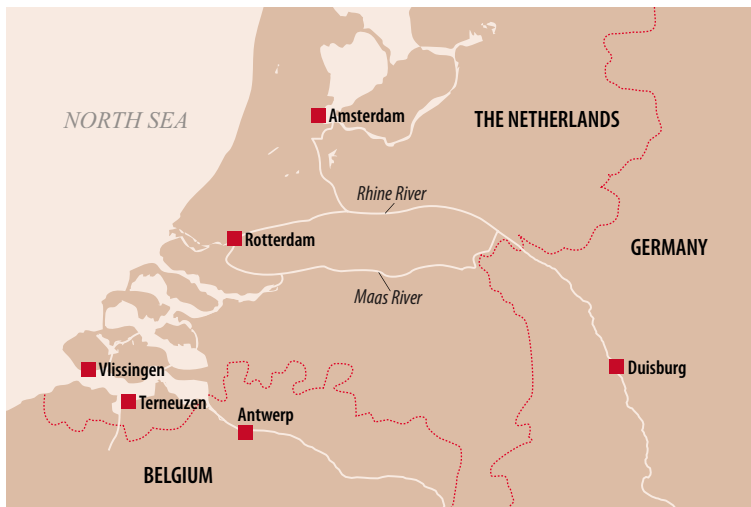 NORTH SEA
Amsterdam
THE NETHERLANDS
Rhine River
Rotterdam
GERMANY
Maas River
Vlissingen
Duisburg
Terneuzen
Antwerp
BELGIUM